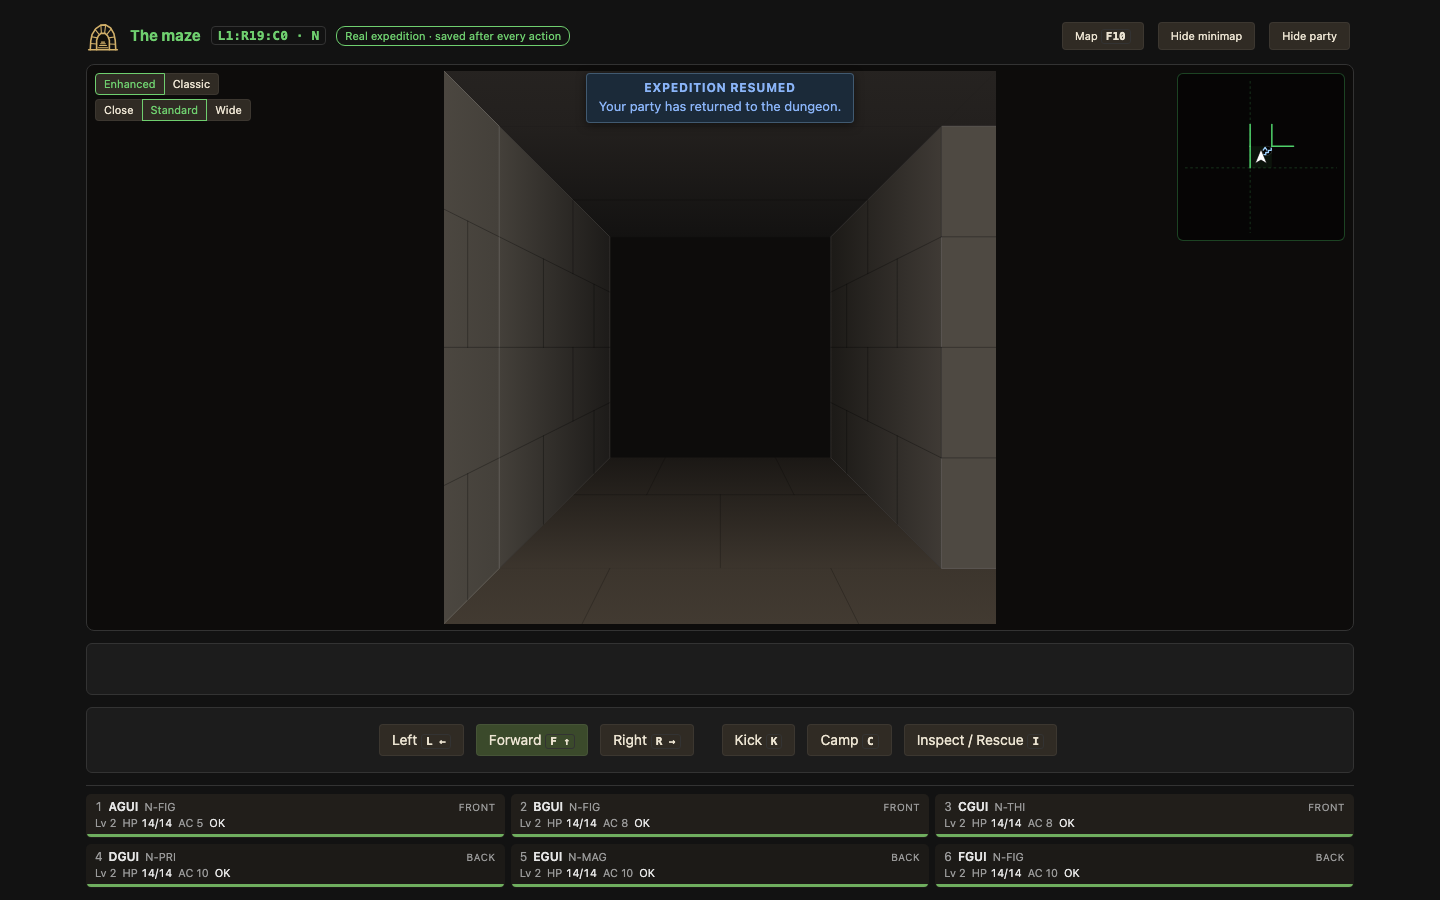 The maze L1:R19:C0 · N Real expedition · saved after every action Map F10 Hide minimap Hide party
Enhanced Classic
Close Standard Wide
EXPEDITION RESUMED
Your party has returned to the dungeon.
Left L ← Forward F ↑ Right R → Kick K Camp C Inspect / Rescue I
1 AGUI N-FIG FRONT
Lv 2 HP 14/14 AC 5 OK
2 BGUI N-FIG FRONT
Lv 2 HP 14/14 AC 8 OK
3 CGUI N-THI FRONT
Lv 2 HP 14/14 AC 8 OK
4 DGUI N-PRI BACK
Lv 2 HP 14/14 AC 10 OK
5 EGUI N-MAG BACK
Lv 2 HP 14/14 AC 10 OK
6 FGUI N-FIG BACK
Lv 2 HP 14/14 AC 10 OK